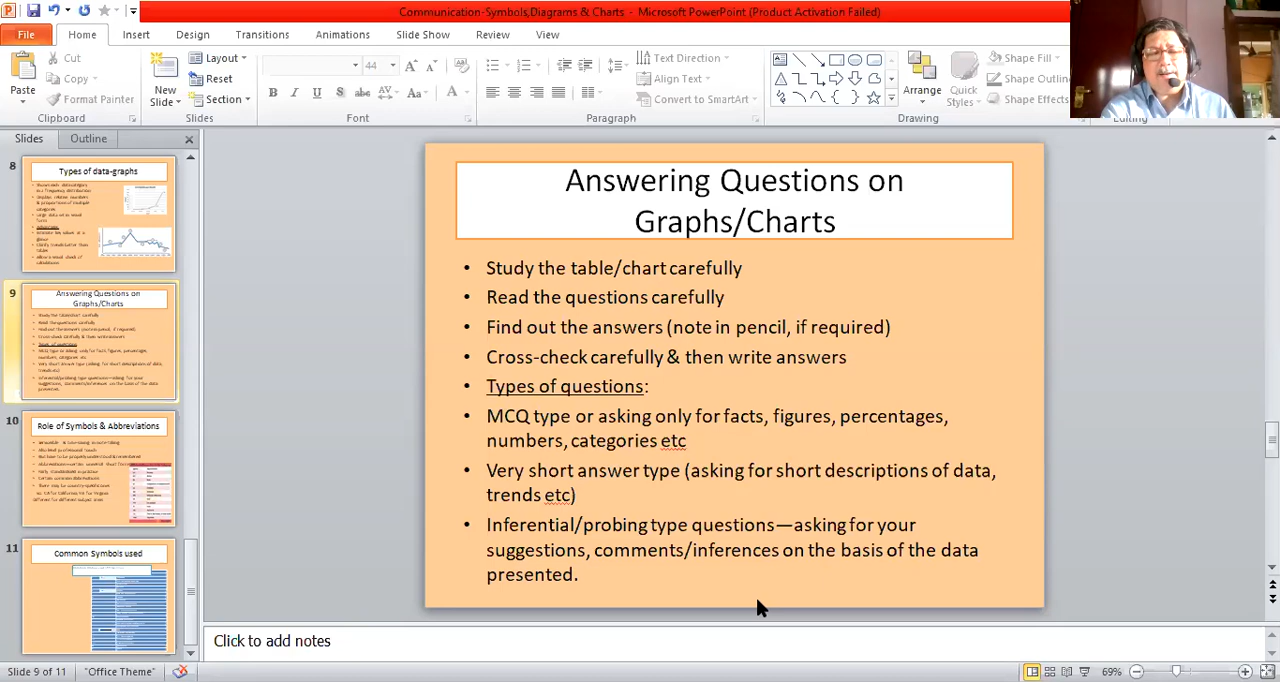 Communication-Symbols,Diagrams & Charts - Microsoft PowerPoint (Product Activation Failed)
File Home Insert Design Transitions Animations Slide Show Review View
Paste
Cut
Copy
Format Painter
Clipboard
New
Slide
Layout
Reset
Section
Slides
44
Font
Text Direction
Align Text
Convert to SmartArt
Paragraph
Arrange
Quick
Styles
Shape Fill
Shape Outlin
Shape Effects
Drawing
Editing
Slides Outline
8
Types of data-graphs
9
Answering Questions on
Graphs/Charts
10
Role of Symbols & Abbreviations
11
Common Symbols used
Answering Questions on
Graphs/Charts
• Study the table/chart carefully
• Read the questions carefully
• Find out the answers (note in pencil, if required)
• Cross-check carefully & then write answers
• Types of questions:
• MCQ type or asking only for facts, figures, percentages,
numbers, categories etc
• Very short answer type (asking for short descriptions of data,
trends etc)
• Inferential/probing type questions—asking for your
suggestions, comments/inferences on the basis of the data
presented.
Click to add notes
Slide 9 of 11 "Office Theme" 69%